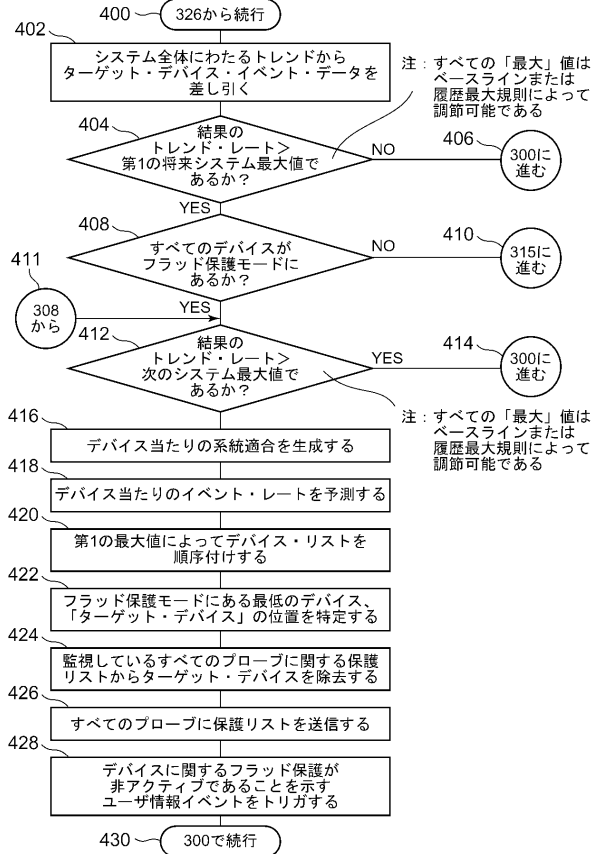 400
326から続行
402
システム全体にわたるトレンドから
ターゲット・デバイス・イベント・データを
差し引く
注：すべての「最大」値は
ベースラインまたは
履歴最大規則によって
調節可能である
404
結果の
トレンド・レート＞
第1の将来システム最大値で
あるか？
NO
406
300に
進む
YES
408
すべてのデバイスが
フラッド保護モードに
あるか？
NO
410
315に
進む
411
308
から
YES
412
結果の
トレンド・レート＞
次のシステム最大値で
あるか？
YES
414
300に
進む
注：すべての「最大」値は
ベースラインまたは
履歴最大規則によって
調節可能である
416
デバイス当たりの系統適合を生成する
418
デバイス当たりのイベント・レートを予測する
420
第1の最大値によってデバイス・リストを
順序付けする
422
フラッド保護モードにある最低のデバイス、
「ターゲット・デバイス」の位置を特定する
424
監視しているすべてのプローブに関する保護
リストからターゲット・デバイスを除去する
426
すべてのプローブに保護リストを送信する
428
デバイスに関するフラッド保護が
非アクティブであることを示す
ユーザ情報イベントをトリガする
430
300で続行